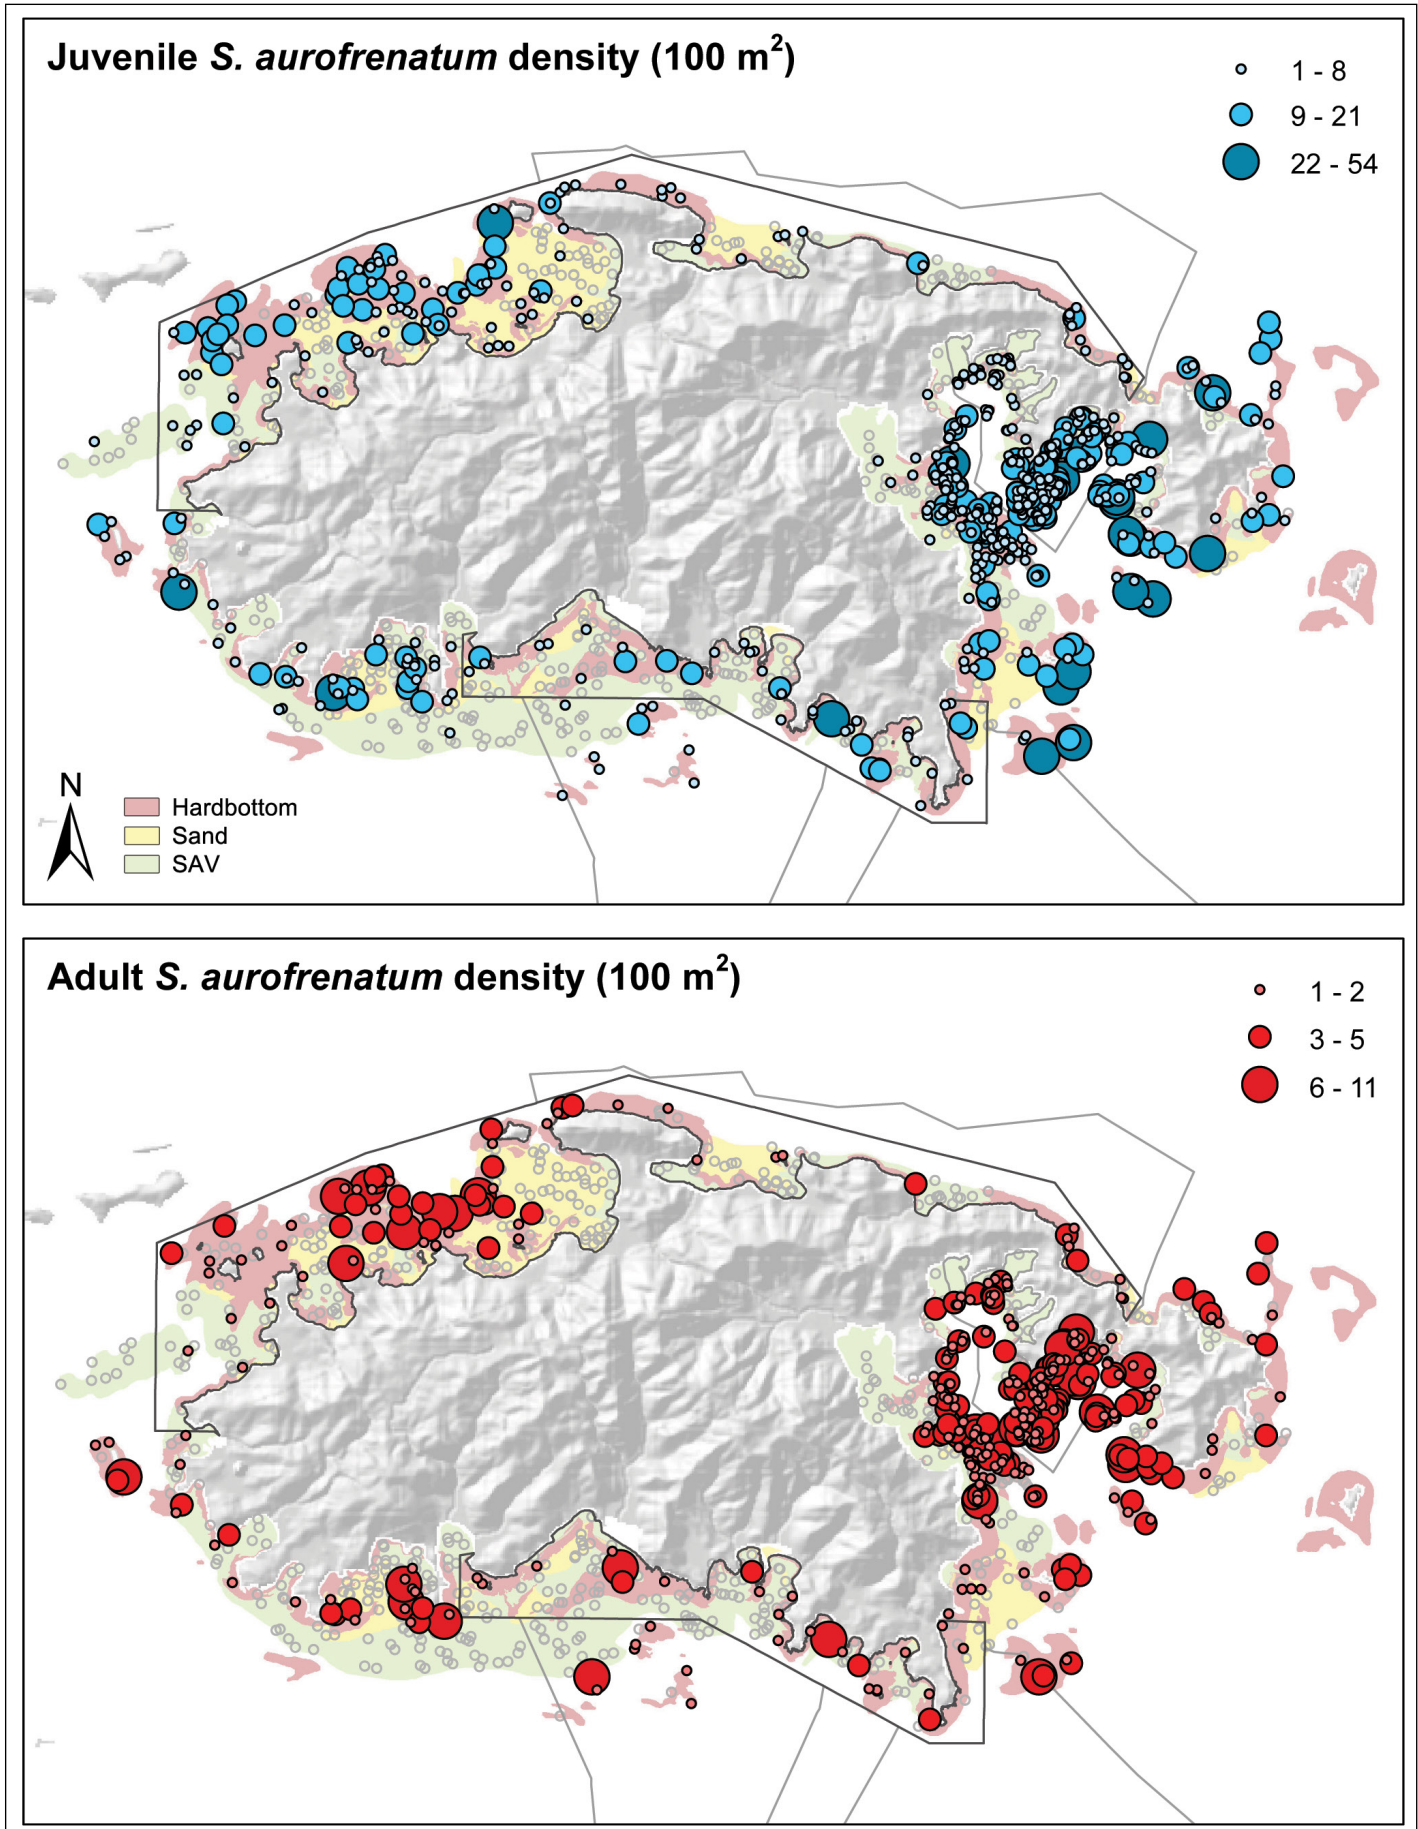 Juvenile S. aurofrenatum density (100 m²)
1 - 8
9 - 21
22 - 54
N
Hardbottom
Sand
SAV
Adult S. aurofrenatum density (100 m²)
1 - 2
3 - 5
6 - 11